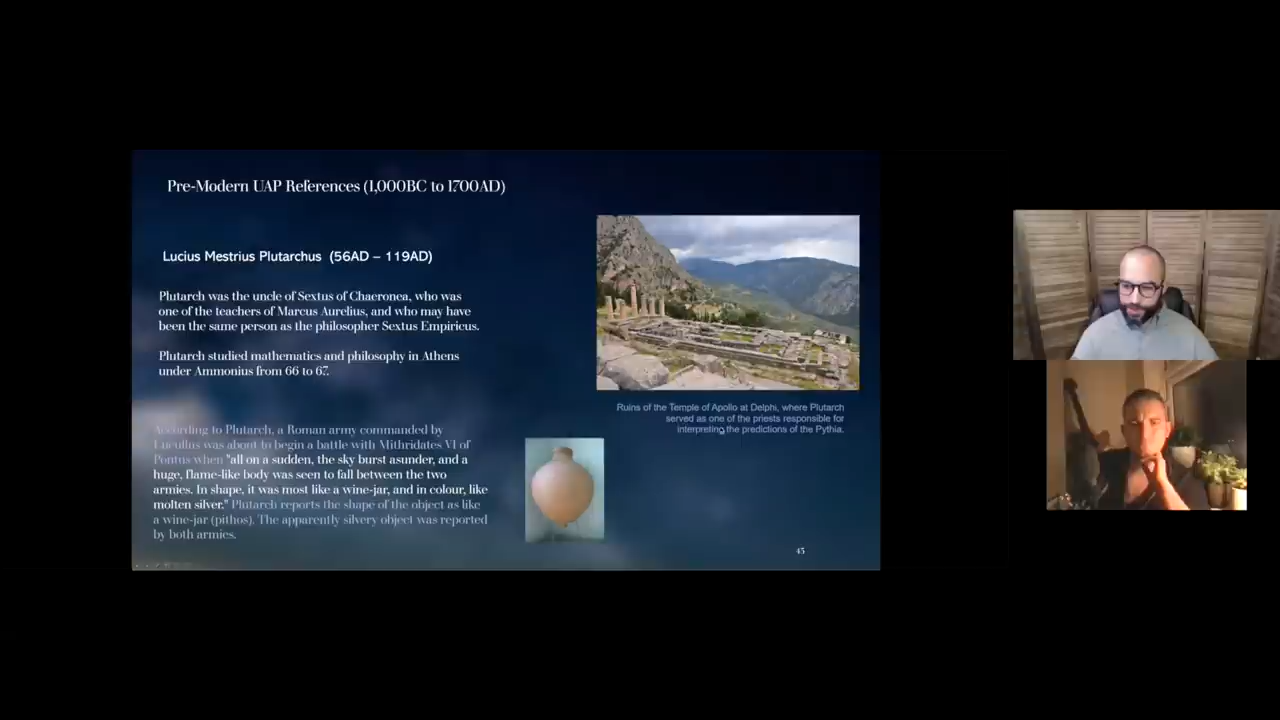 Pre-Modern UAP References (1,000BC to 1700AD)
Lucius Mestrius Plutarchus (56AD – 119AD)
Plutarch was the uncle of Sextus of Chaeronea, who was
one of the teachers of Marcus Aurelius, and who may have
been the same person as the philosopher Sextus Empiricus.
Plutarch studied mathematics and philosophy in Athens
under Ammonius from 66 to 67.
According to Plutarch, a Roman army commanded by
Lucullus was about to begin a battle with Mithridates VI of
Pontus when "all on a sudden, the sky burst asunder, and a
huge, flame-like body was seen to fall between the two
armies. In shape, it was most like a wine-jar, and in colour, like
molten silver." Plutarch reports the shape of the object as like
a wine-jar (pithos). The apparently silvery object was reported
by both armies.
Ruins of the Temple of Apollo at Delphi, where Plutarch
served as one of the priests responsible for
interpreting the predictions of the Pythia.
45